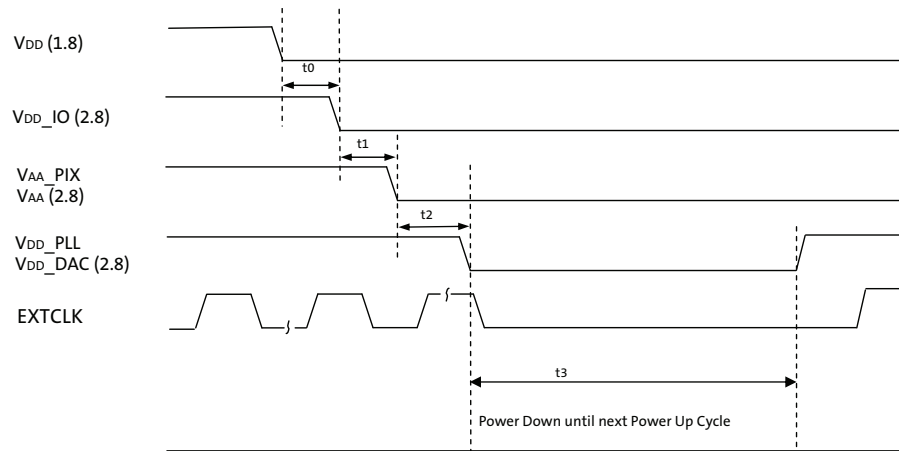 VDD (1.8)
t0
VDD_IO (2.8)
t1
VAA_PIX
VAA (2.8)
t2
VDD_PLL
VDD_DAC (2.8)
EXTCLK
t3
Power Down until next Power Up Cycle